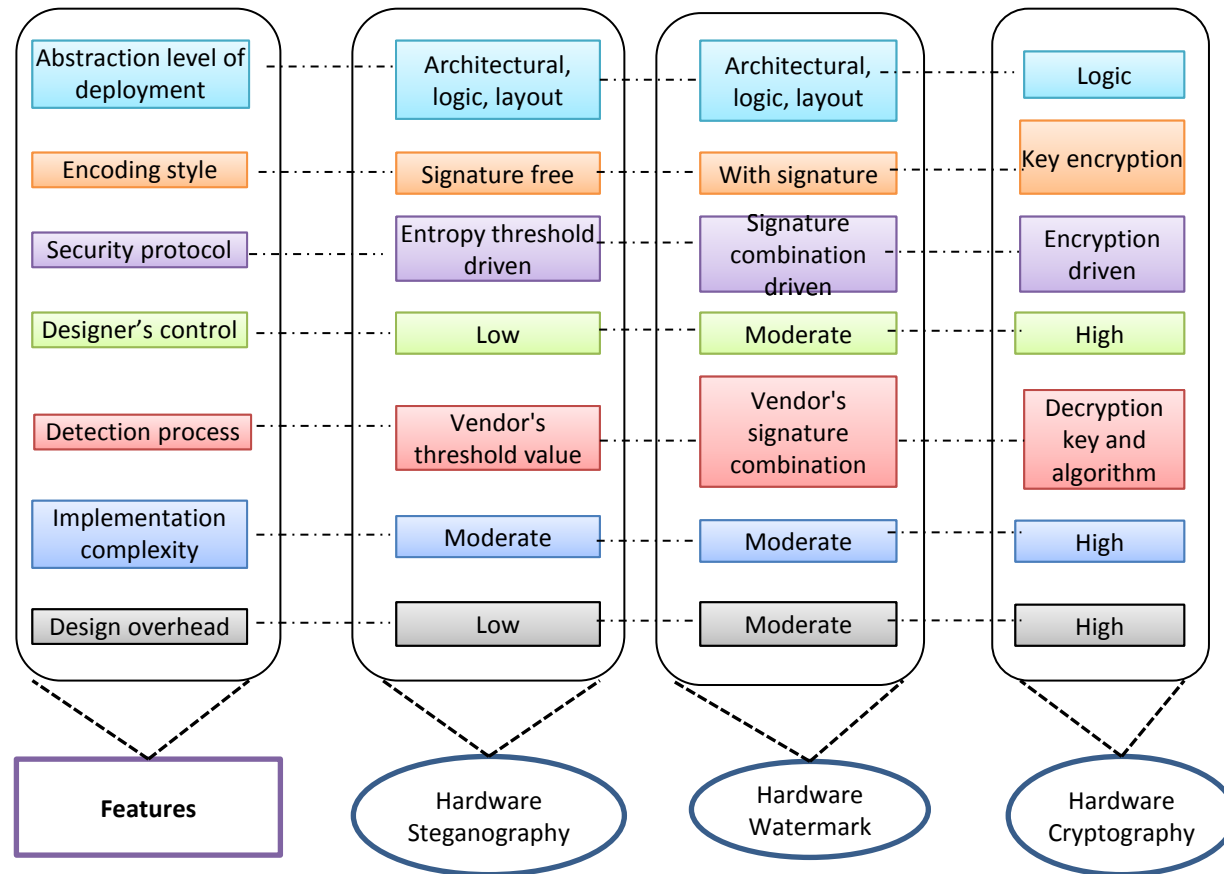 Abstraction level of
deployment
Architectural,
logic, layout
Architectural,
logic, layout
Logic
Encoding style
Signature free
With signature
Key encryption
Security protocol
Entropy threshold
driven
Signature
combination
driven
Encryption
driven
Designer’s control
Low
Moderate
High
Detection process
Vendor's
threshold value
Vendor's
signature
combination
Decryption
key and
algorithm
Implementation
complexity
Moderate
Moderate
High
Design overhead
Low
Moderate
High
Features
Hardware
Steganography
Hardware
Watermark
Hardware
Cryptography